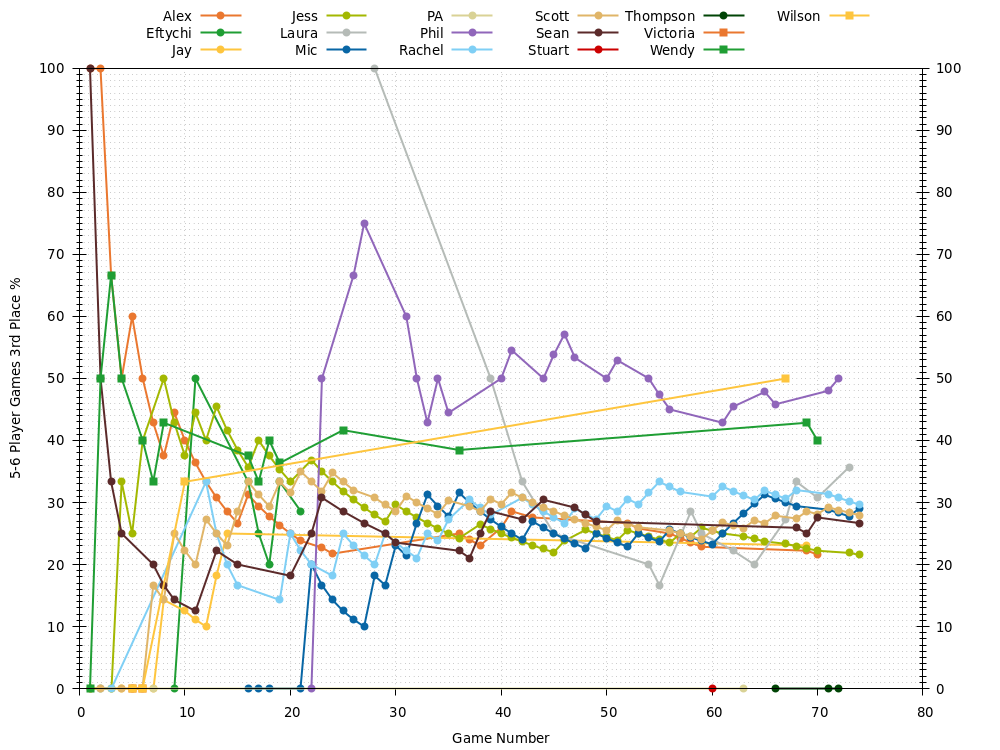 Alex Jess PA Scott Thompson Wilson
Eftychi Laura Phil Sean Victoria
Jay Mic Rachel Stuart Wendy
100 100
90 90
80 80
70 70
60 60
50 50
40 40
30 30
20 20
10 10
0 0
5-6 Player Games 3rd Place %
0 10 20 30 40 50 60 70 80
Game Number